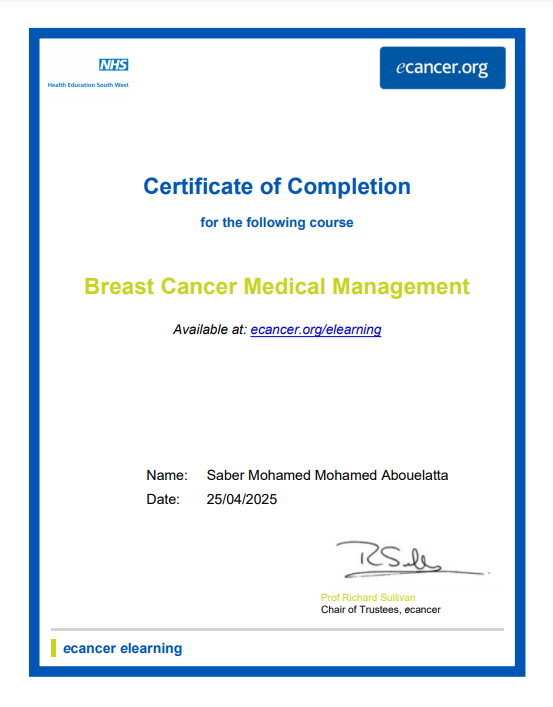 NHS
Health Education South West
ecancer.org
Certificate of Completion
for the following course
Breast Cancer Medical Management
Available at: ecancer.org/elearning
Name: Saber Mohamed Mohamed Abouelatta
Date: 25/04/2025
Prof Richard Sullivan
Chair of Trustees, ecancer
ecancer elearning